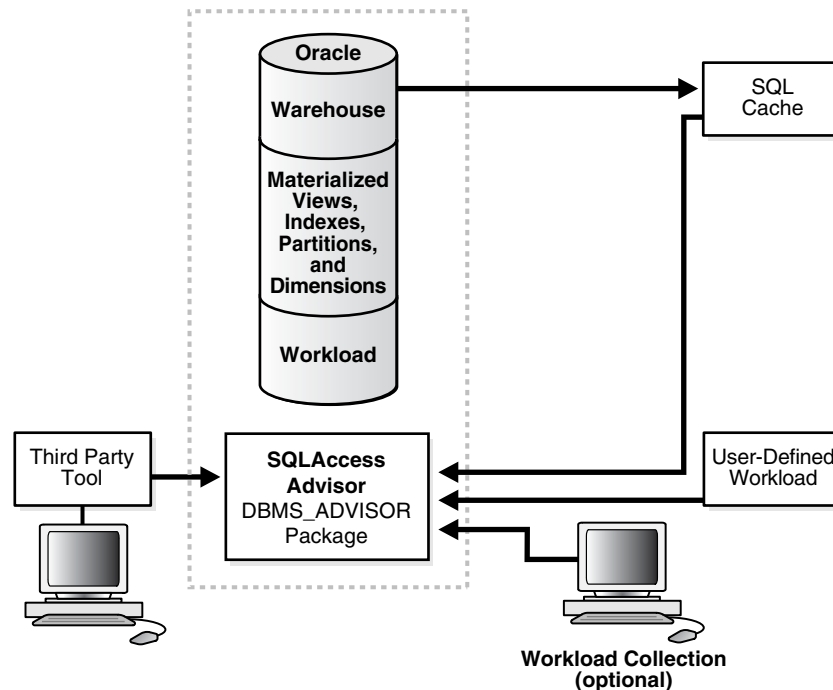 Oracle
Warehouse
Materialized
Views,
Indexes,
Partitions,
and
Dimensions
Workload
SQL
Cache
Third Party
Tool
SQLAccess
Advisor
DBMS_ADVISOR
Package
User-Defined
Workload
Workload Collection
(optional)